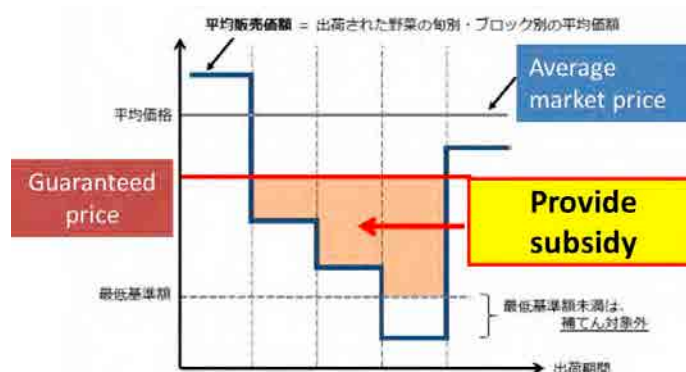 平均販売価額 = 出荷された野菜の旬別・ブロック別の平均価額
Average
market price
平均価格
Guaranteed
price
Provide
subsidy
最低基準額
最低基準額未満は、
補てん対象外
出荷期間